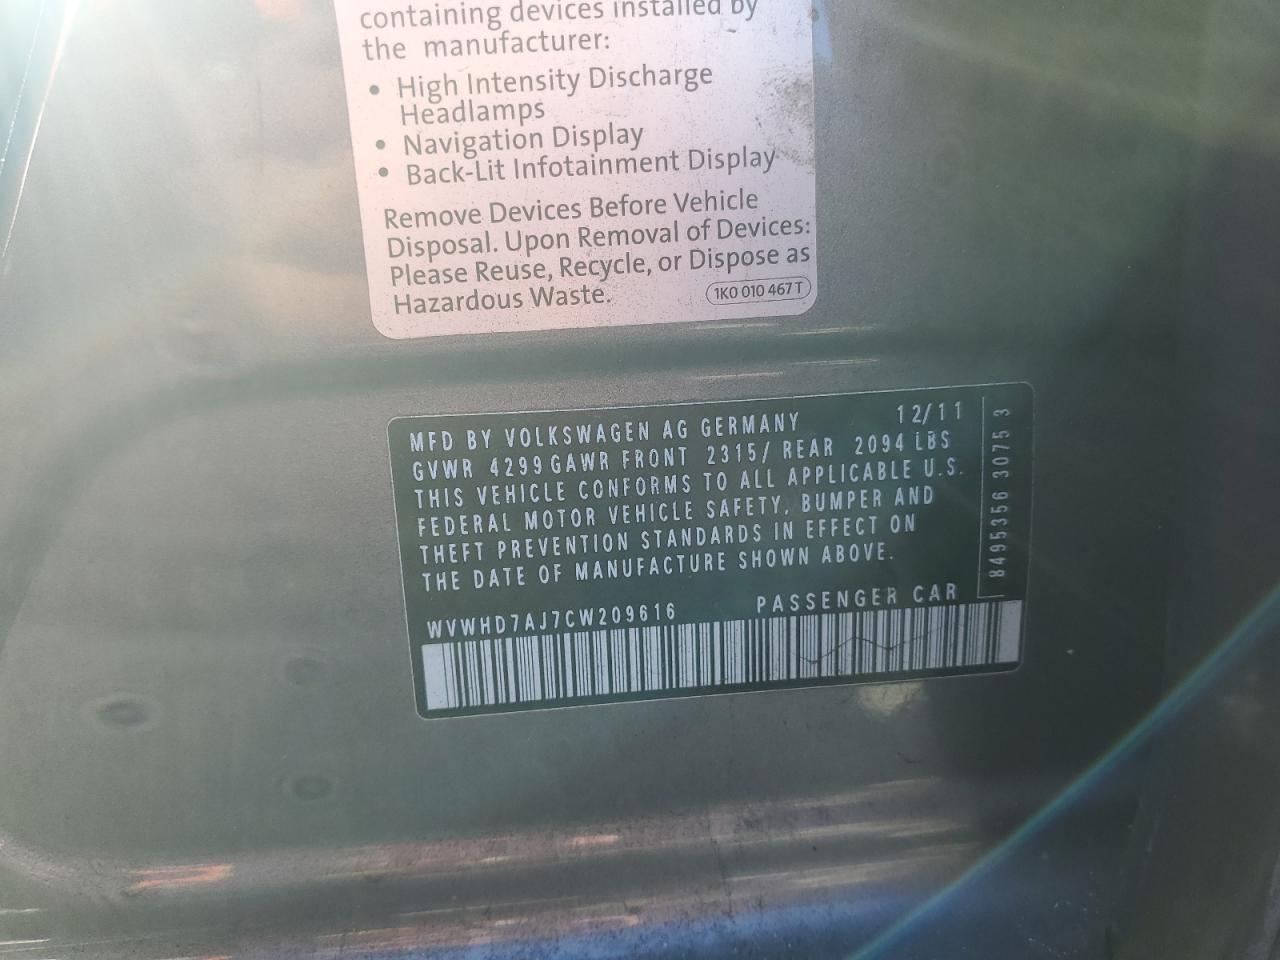 containing devices installed by
the manufacturer:
• High Intensity Discharge
Headlamps
• Navigation Display
• Back-Lit Infotainment Display
Remove Devices Before Vehicle
Disposal. Upon Removal of Devices:
Please Reuse, Recycle, or Dispose as
Hazardous Waste.
1K0 010 467 T
MFD BY VOLKSWAGEN AG GERMANY 12/11
GVWR 4299 GAWR FRONT 2315/ REAR 2094 LBS
THIS VEHICLE CONFORMS TO ALL APPLICABLE U.S.
FEDERAL MOTOR VEHICLE SAFETY, BUMPER AND
THEFT PREVENTION STANDARDS IN EFFECT ON
THE DATE OF MANUFACTURE SHOWN ABOVE.
WVWHD7AJ7CW209616 PASSENGER CAR
8495356 3075 3